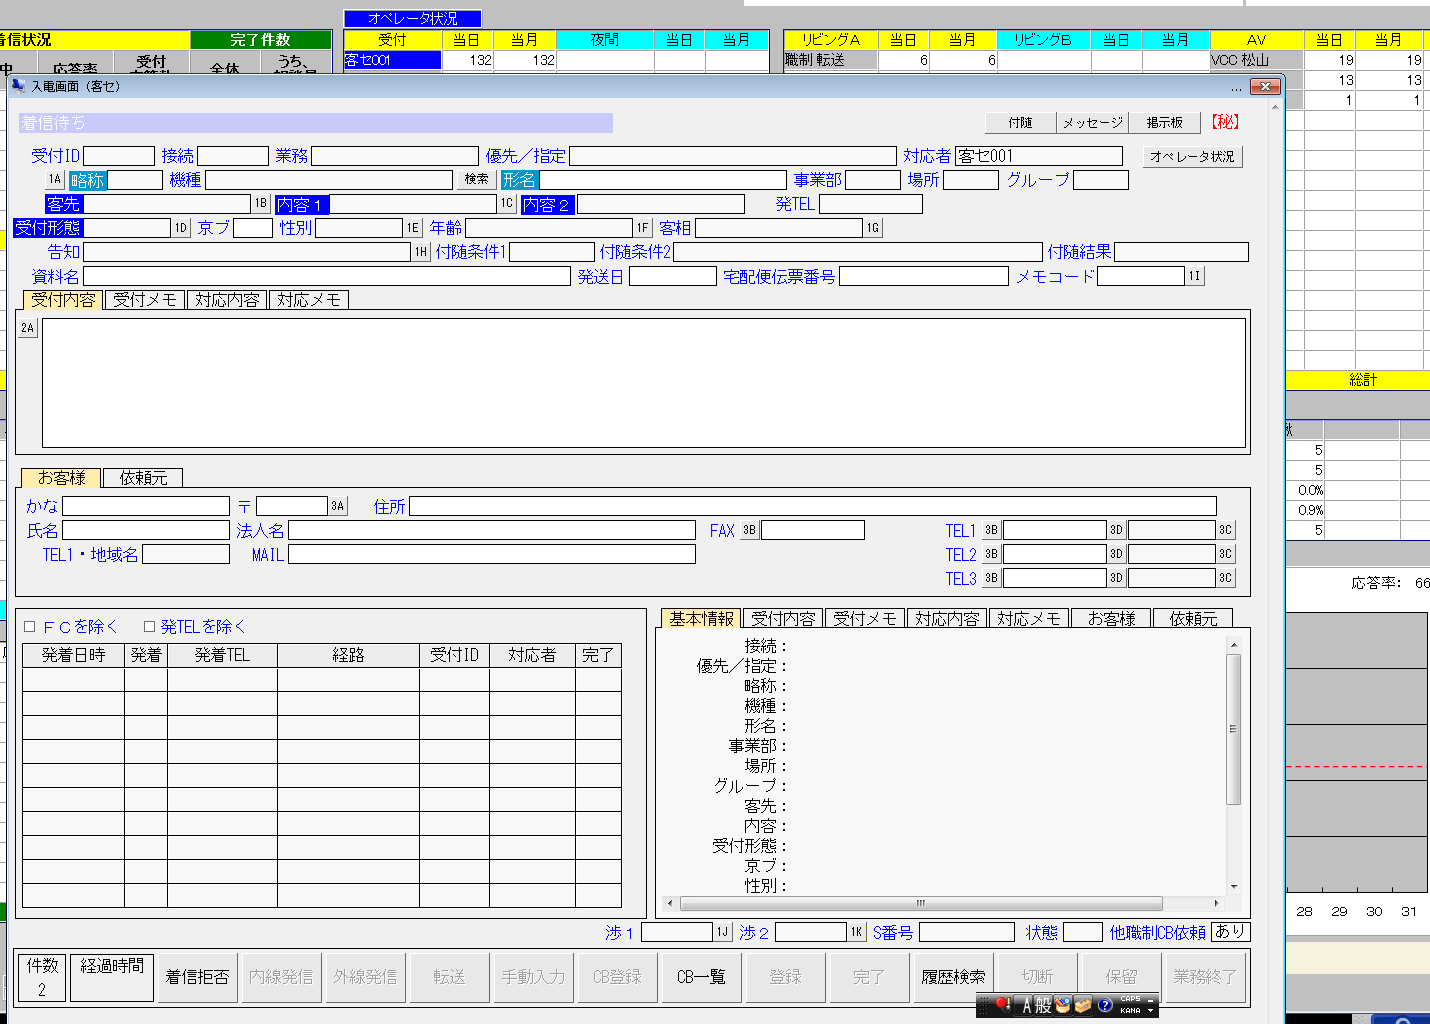 オペレータ状況
着信状況 完了件数 受付 当日 当月 夜間 当日 当月 リビングA 当日 当月 リビングB 当日 当月 AV 当日 当月
応答率 受付 全体 うち、 客セ001 132 132 職制 転送 6 6 VCC 松山 19 19
13 13
1 1
入電画面（客セ）
着信待ち 付随 メッセージ 掲示板 【秘】
受付ID 接続 業務 優先／指定 対応者 客セ001 オペレータ状況
1A 略称 機種 検索 形名 事業部 場所 グループ
客先 1B 内容１ 1C 内容２ 発TEL
受付形態 1D 京ブ 性別 1E 年齢 1F 客相 1G
告知 1H 付随条件1 付随条件2 付随結果
資料名 発送日 宅配便伝票番号 メモコード 1I
受付内容 受付メモ 対応内容 対応メモ
2A
総計
5
5
0.0%
0.9%
5
お客様 依頼元
かな 〒 3A 住所
氏名 法人名 FAX 3B TEL1 3B 3D 3C
TEL1・地域名 MAIL TEL2 3B 3D 3C
TEL3 3B 3D 3C
応答率： 66
ＦＣを除く 発TELを除く
発着日時 発着 発着TEL 経路 受付ID 対応者 完了
基本情報 受付内容 受付メモ 対応内容 対応メモ お客様 依頼元
接続：
優先／指定：
略称：
機種：
形名：
事業部：
場所：
グループ：
客先：
内容：
受付形態：
京ブ：
性別：
28 29 30 31
渉１ 1J 渉２ 1K S番号 状態 他職制CB依頼 あり
件数 2 経過時間 着信拒否 内線発信 外線発信 転送 手動入力 CB登録 CB一覧 登録 完了 履歴検索 切断 保留 業務終了
A 般 CAPS KANA